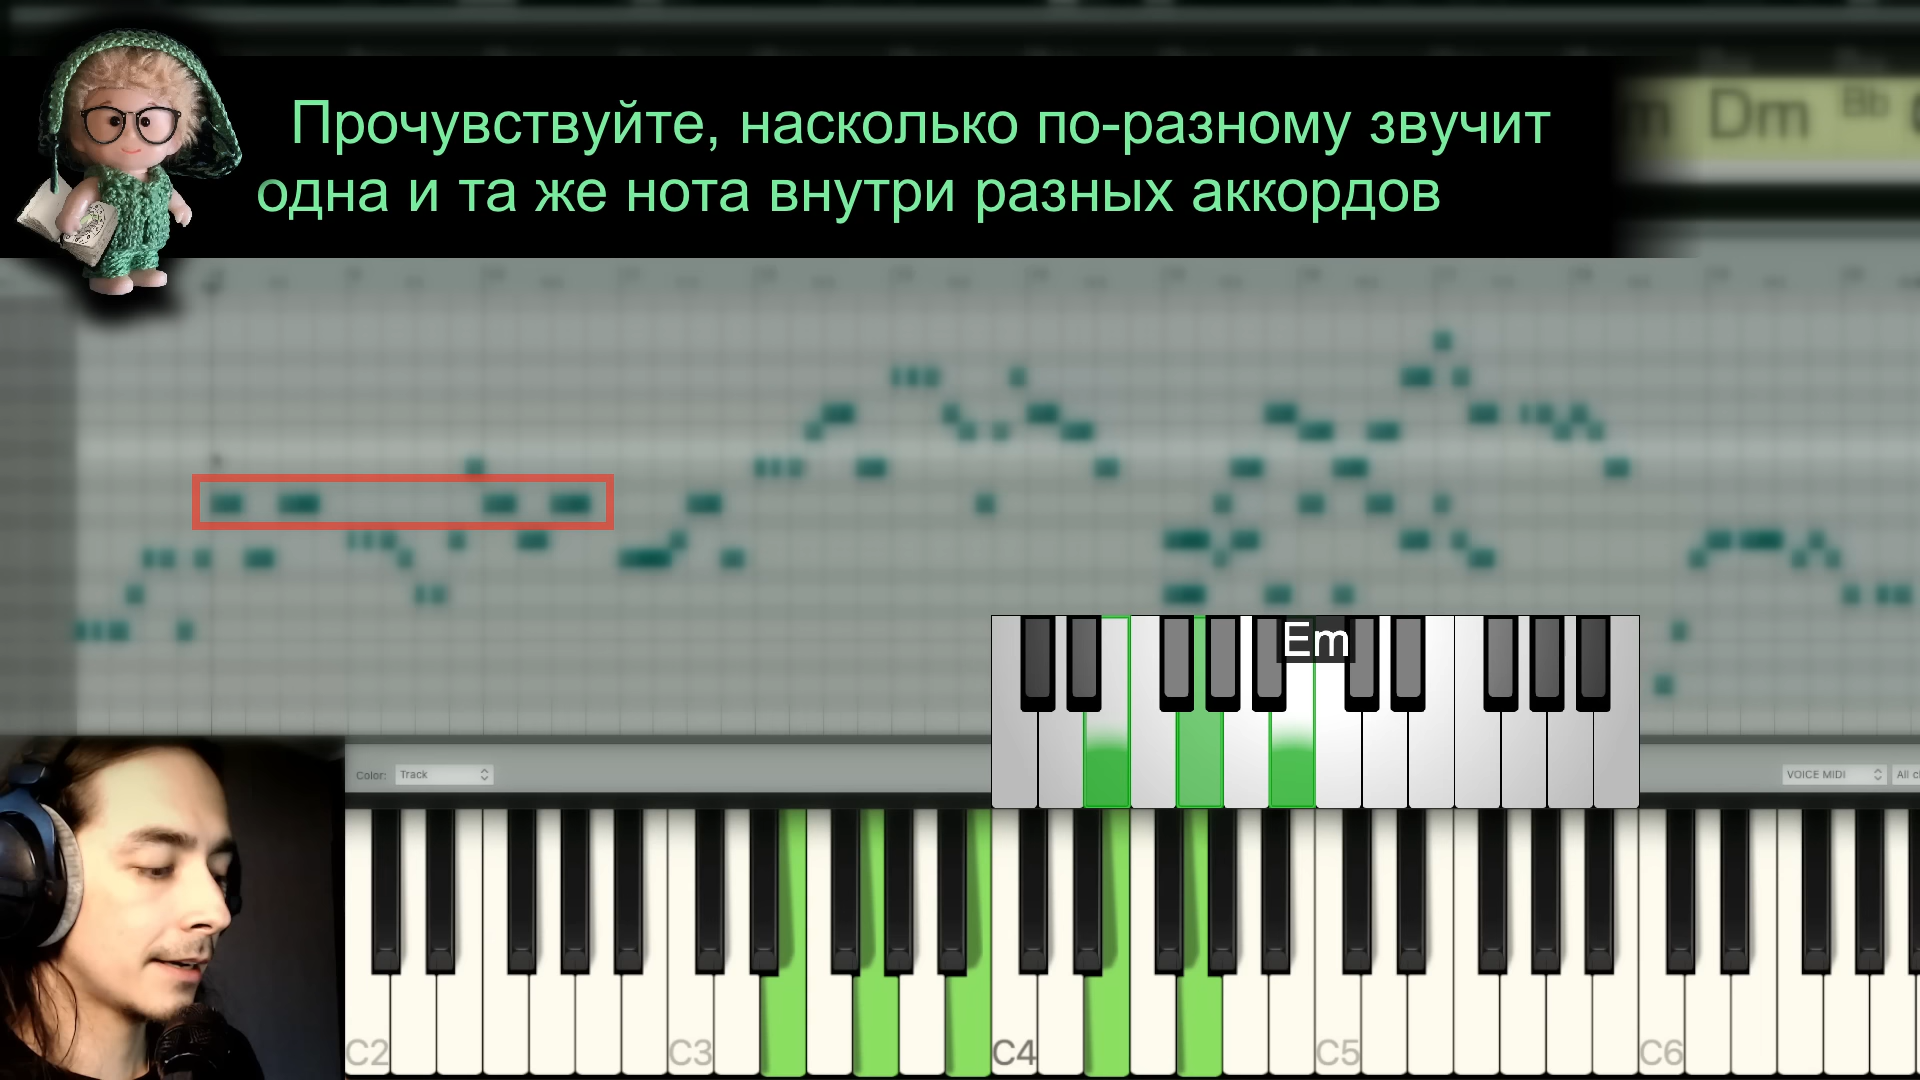 Прочувствуйте, насколько по-разному звучит
одна и та же нота внутри разных аккордов
m Dm Bb
Em
Color: Track
VOICE MIDI
C2 C3 C4 C5 C6